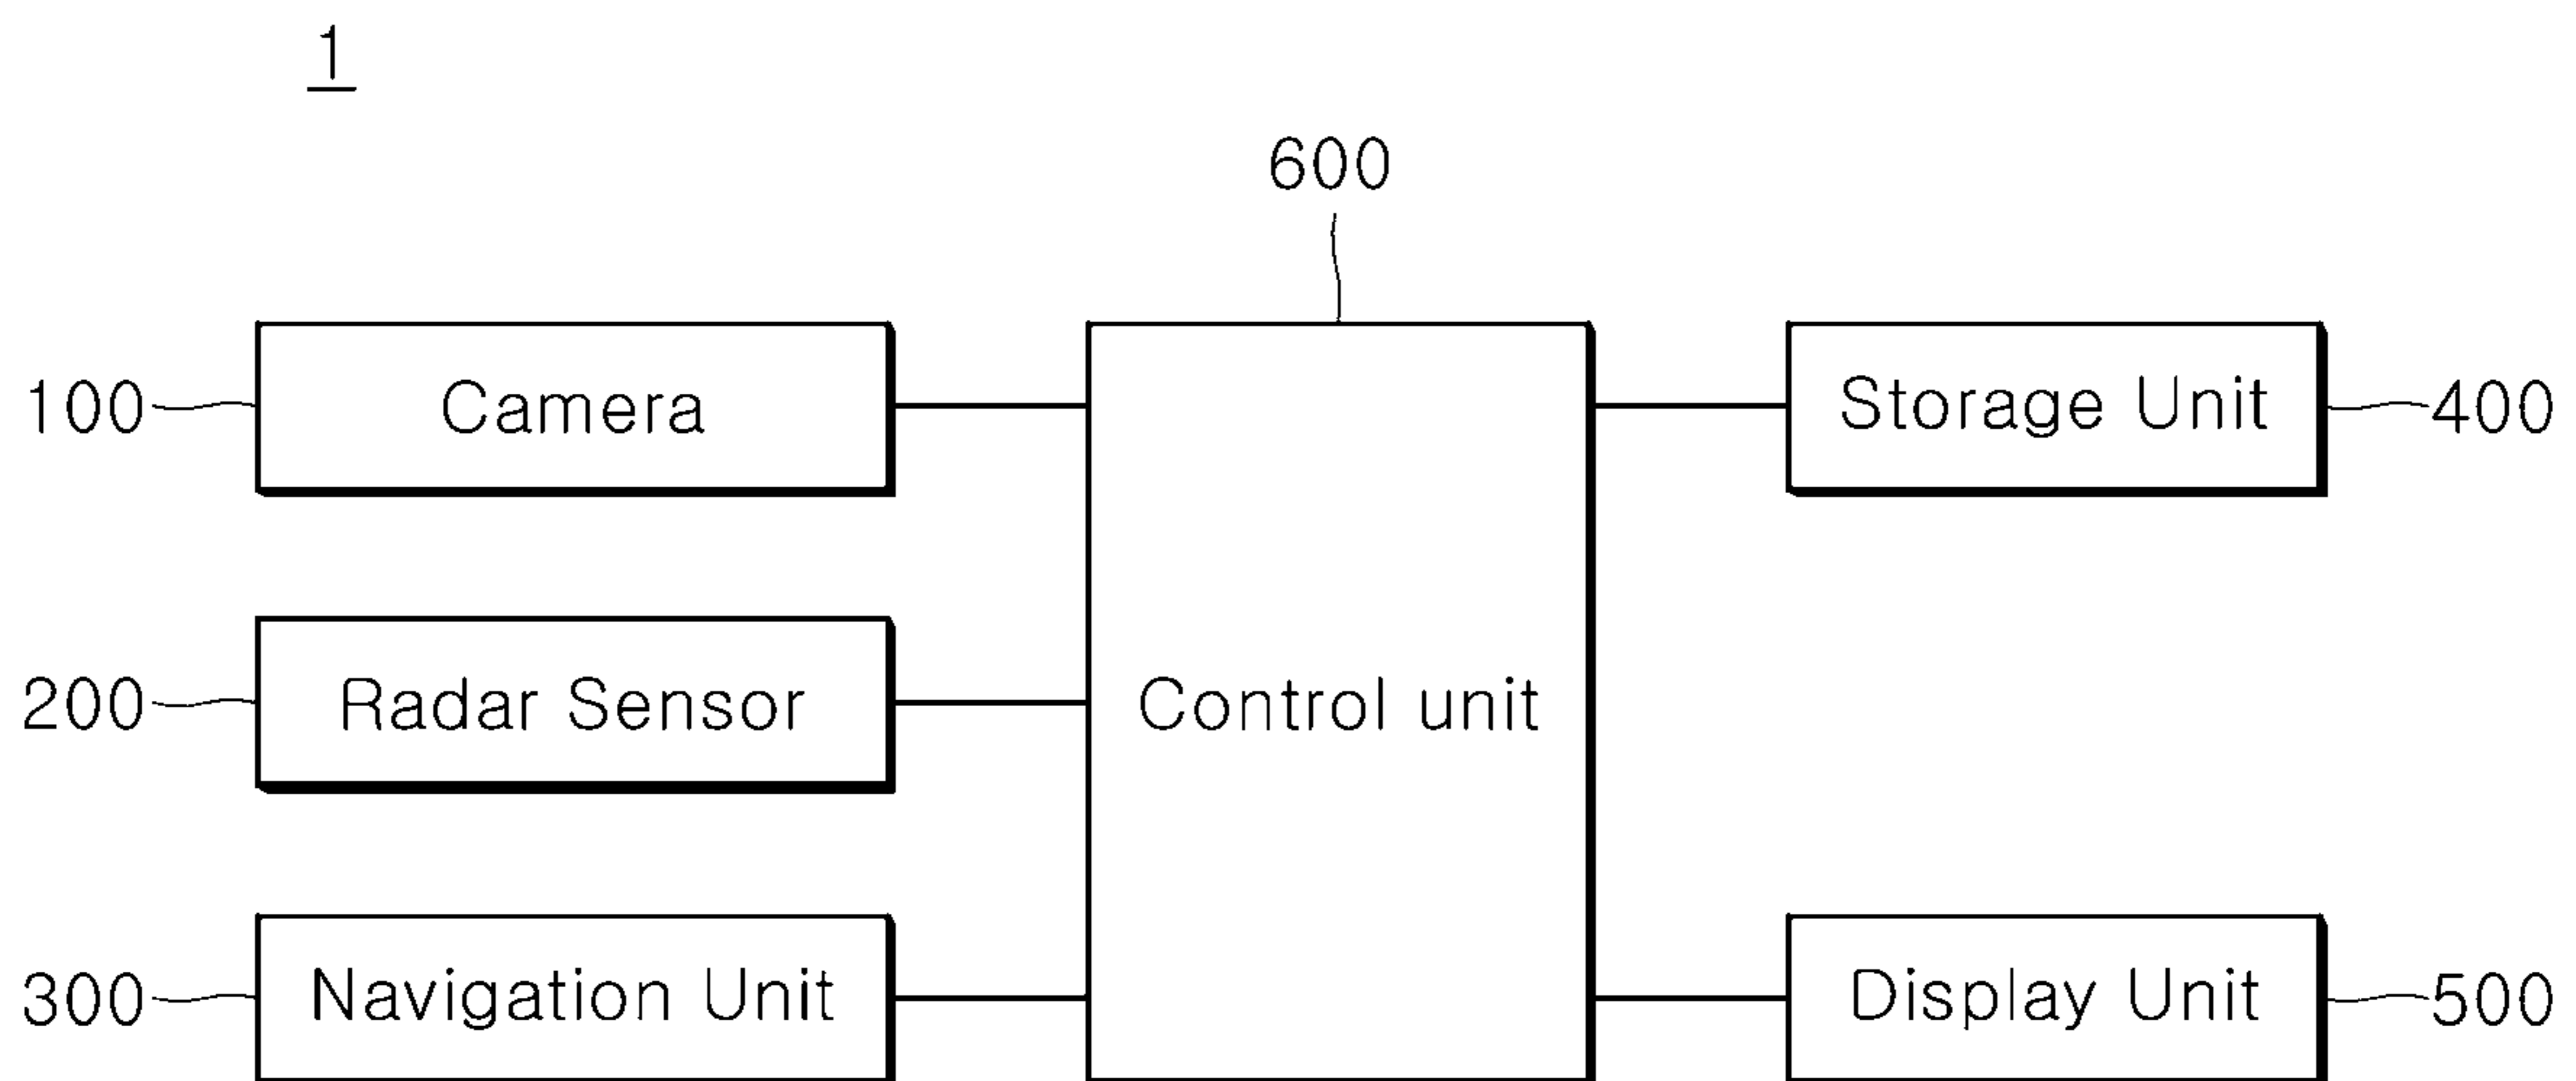 1
600
100 Camera Storage Unit 400
200 Radar Sensor Control unit
300 Navigation Unit Display Unit 500